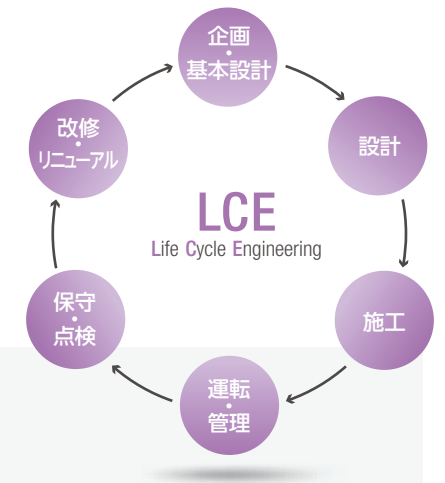 企画
・
基本設計
設計
施工
運転
・
管理
保守
・
点検
改修
・
リニューアル
LCE
Life Cycle Engineering